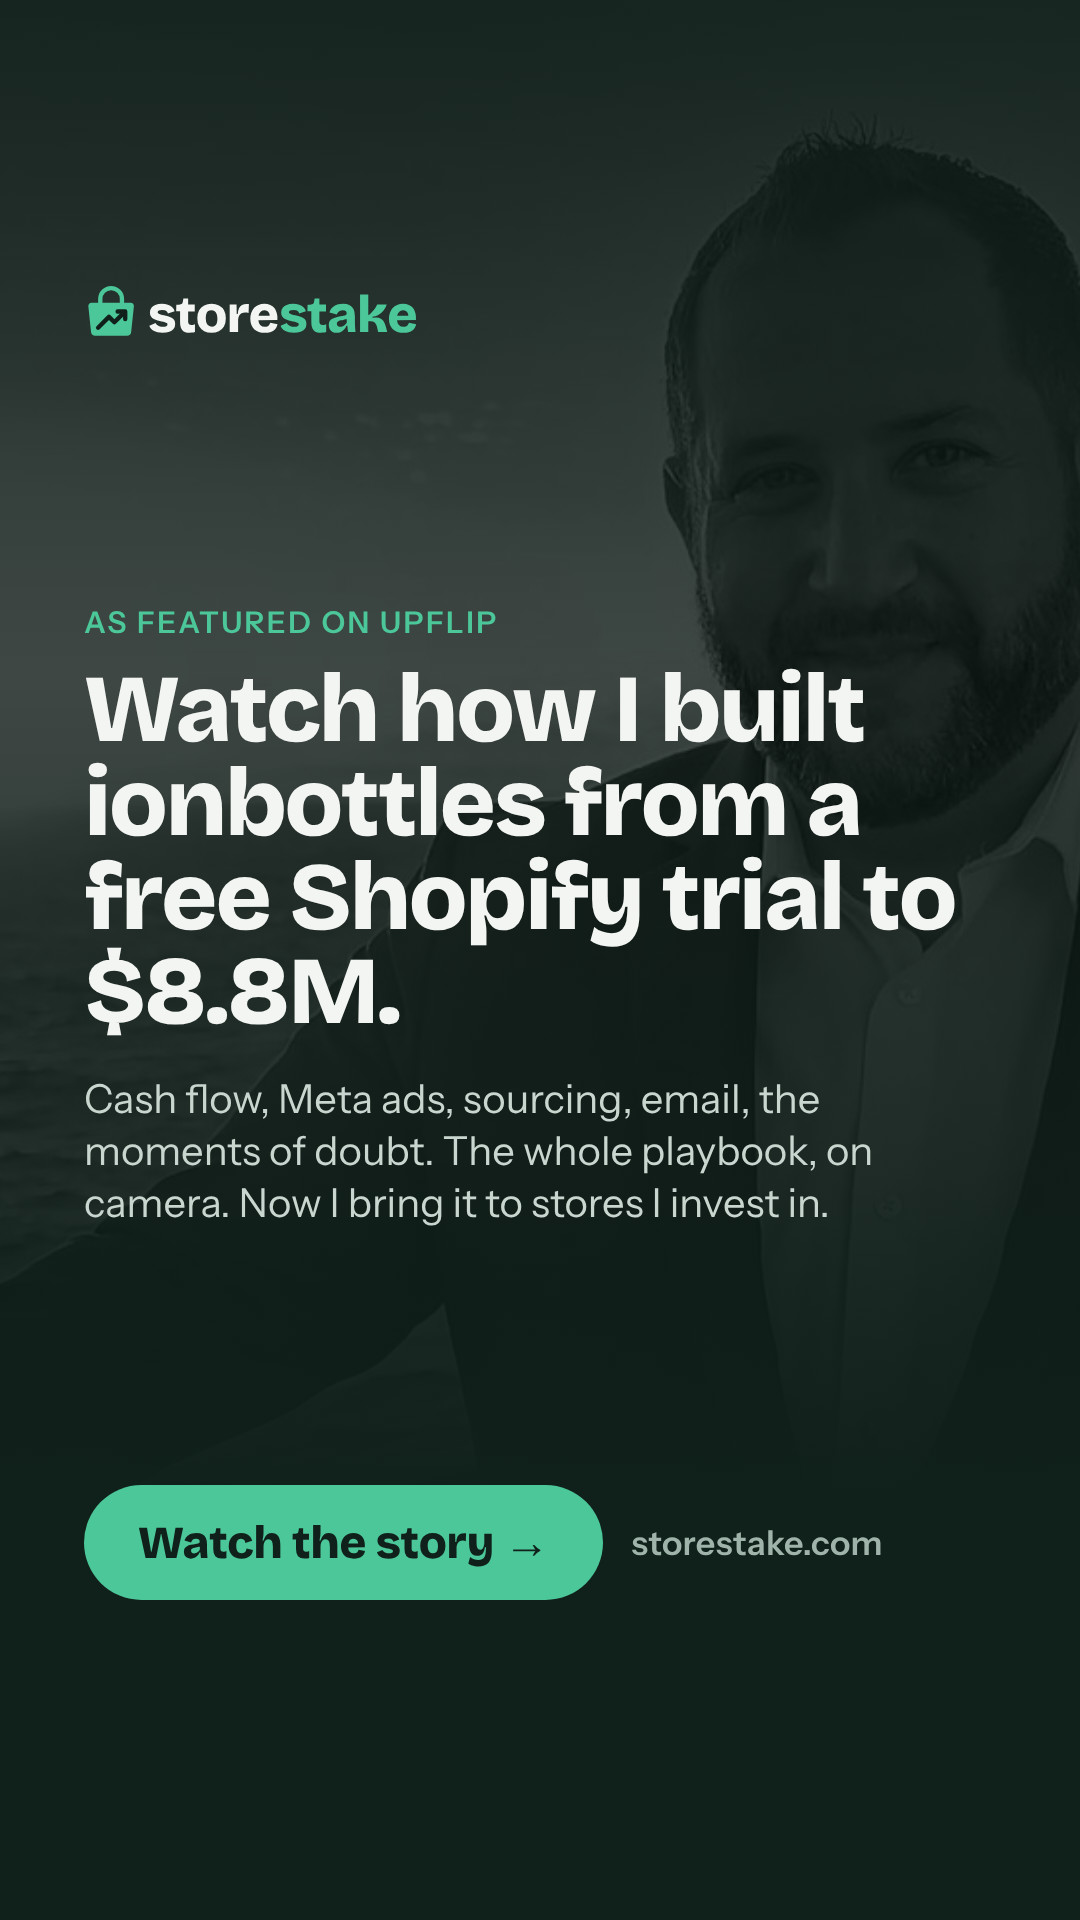 storestake
AS FEATURED ON UPFLIP
Watch how I built
ionbottles from a
free Shopify trial to
$8.8M.
Cash flow, Meta ads, sourcing, email, the
moments of doubt. The whole playbook, on
camera. Now I bring it to stores I invest in.
Watch the story →
storestake.com